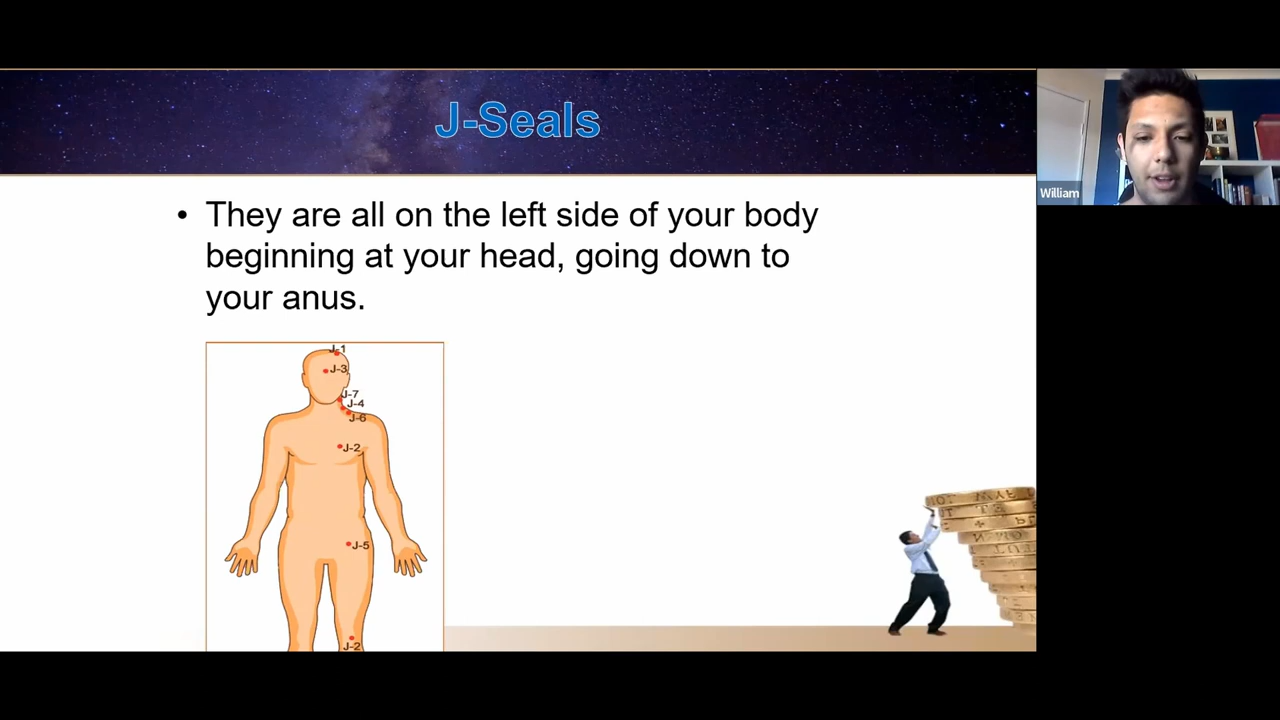 J-Seals
• They are all on the left side of your body
beginning at your head, going down to
your anus.
J-1
J-3
J-7
J-4
J-6
J-2
J-5
J-2
William